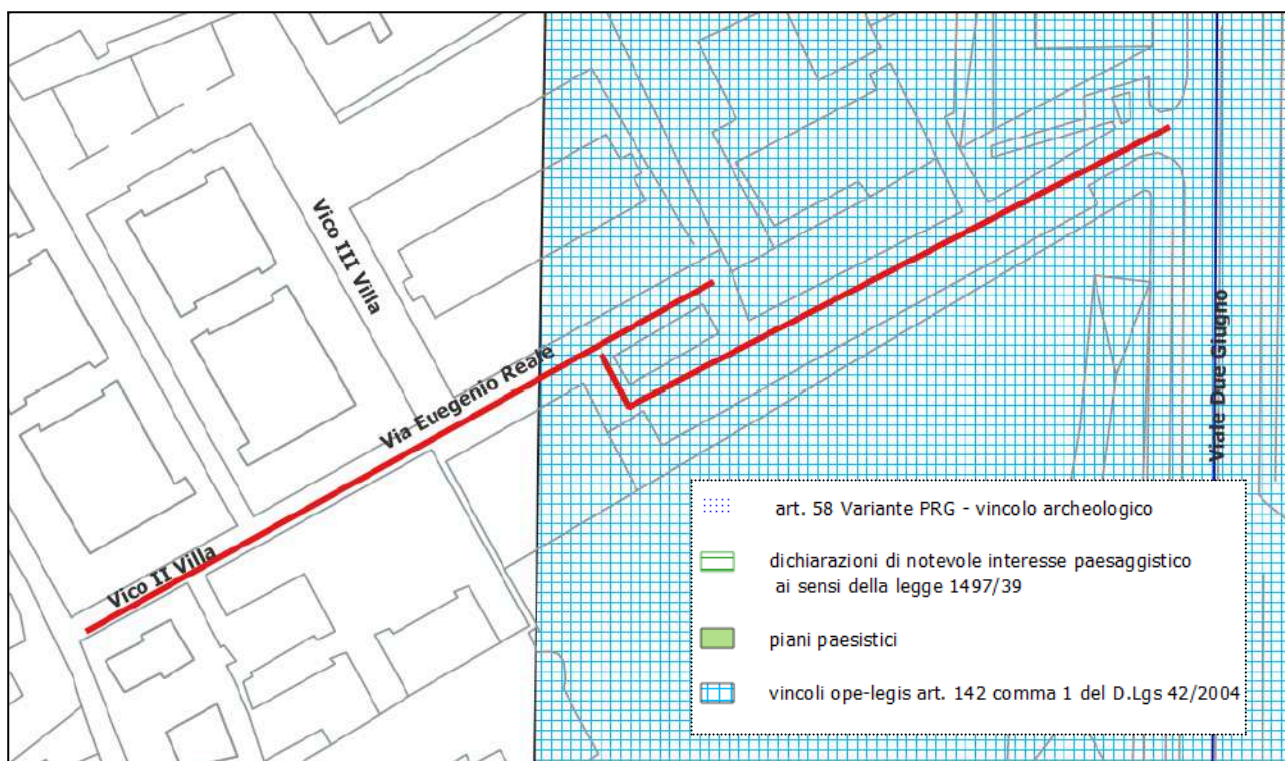 Vico III Villa
Via Euegenio Reale
Vico II Villa
Viale Due Giugno
art. 58 Variante PRG - vincolo archeologico
dichiarazioni di notevole interesse paesaggistico
ai sensi della legge 1497/39
piani paesistici
vincoli ope-legis art. 142 comma 1 del D.Lgs 42/2004